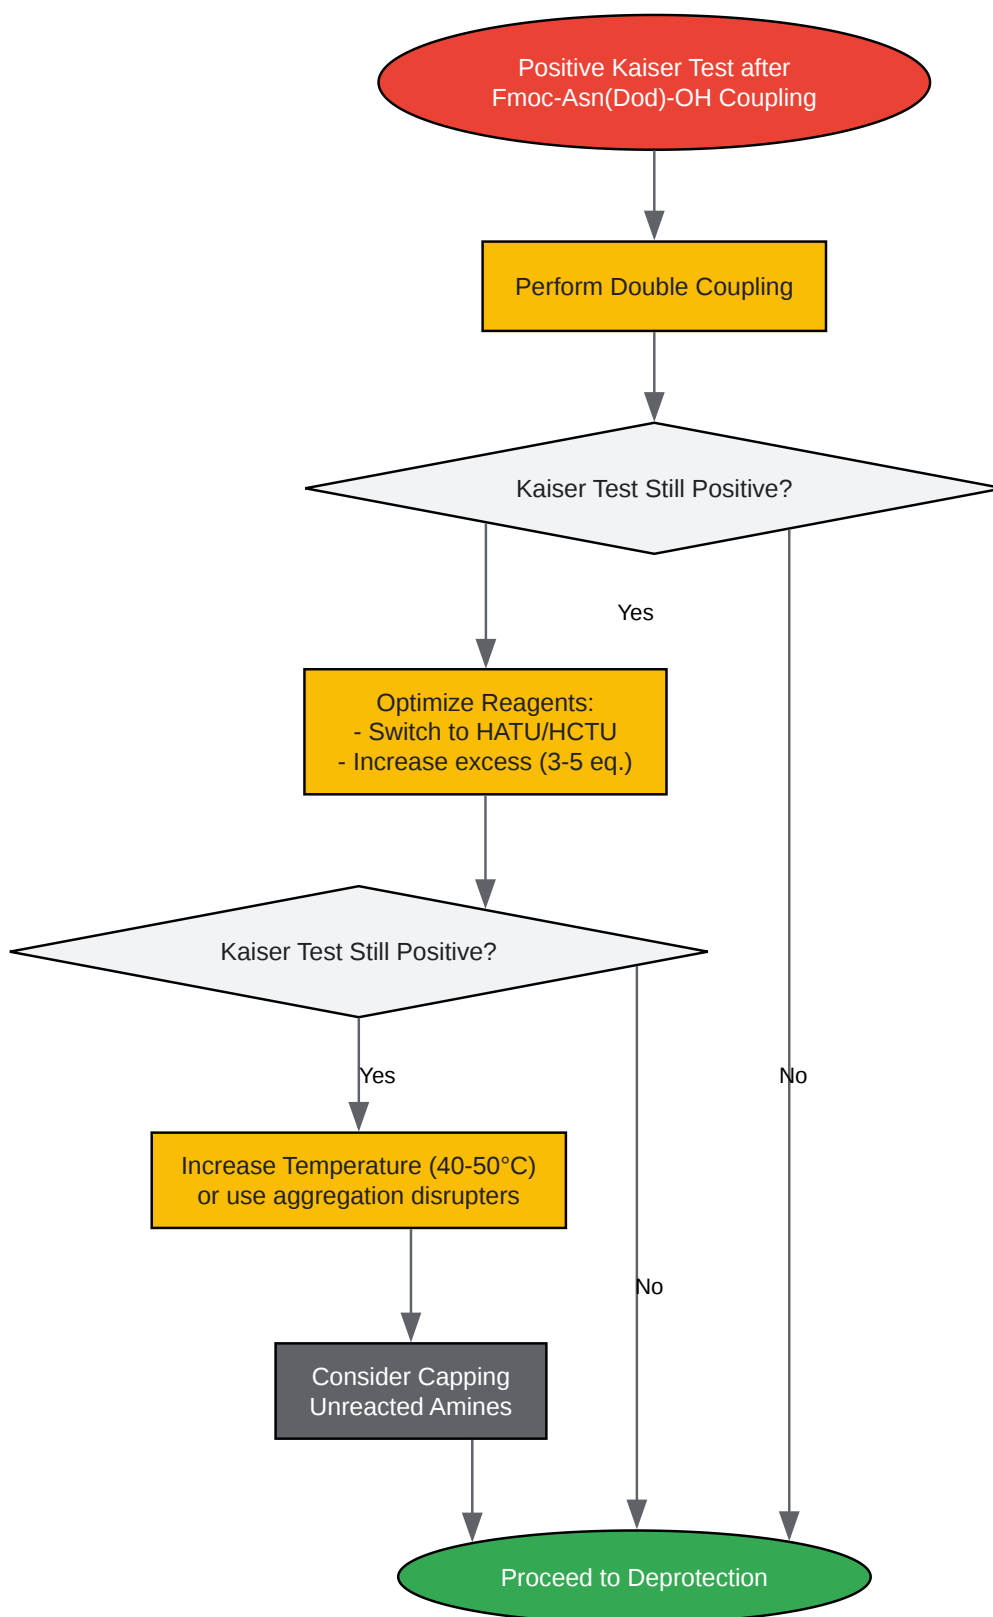 Positive Kaiser Test after
Fmoc-Asn(Dod)-OH Coupling
Perform Double Coupling
Kaiser Test Still Positive?
Yes
Optimize Reagents:
- Switch to HATU/HCTU
- Increase excess (3-5 eq.)
Kaiser Test Still Positive?
Yes
No
Increase Temperature (40-50°C)
or use aggregation disrupters
No
Consider Capping
Unreacted Amines
Proceed to Deprotection